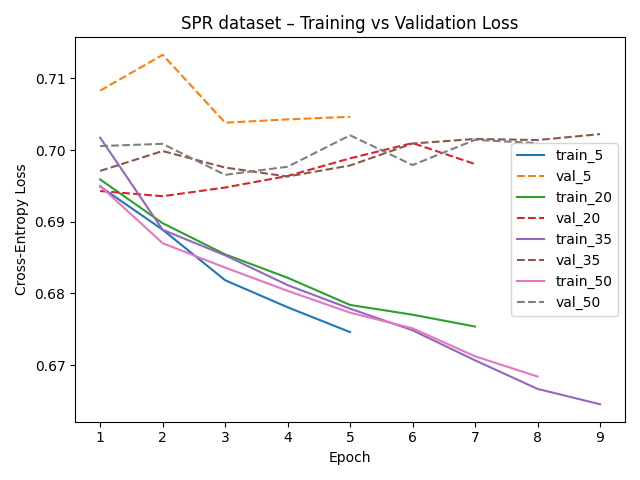 SPR dataset – Training vs Validation Loss
Cross-Entropy Loss
0.71
0.70
0.69
0.68
0.67
train_5
val_5
train_20
val_20
train_35
val_35
train_50
val_50
1 2 3 4 5 6 7 8 9
Epoch